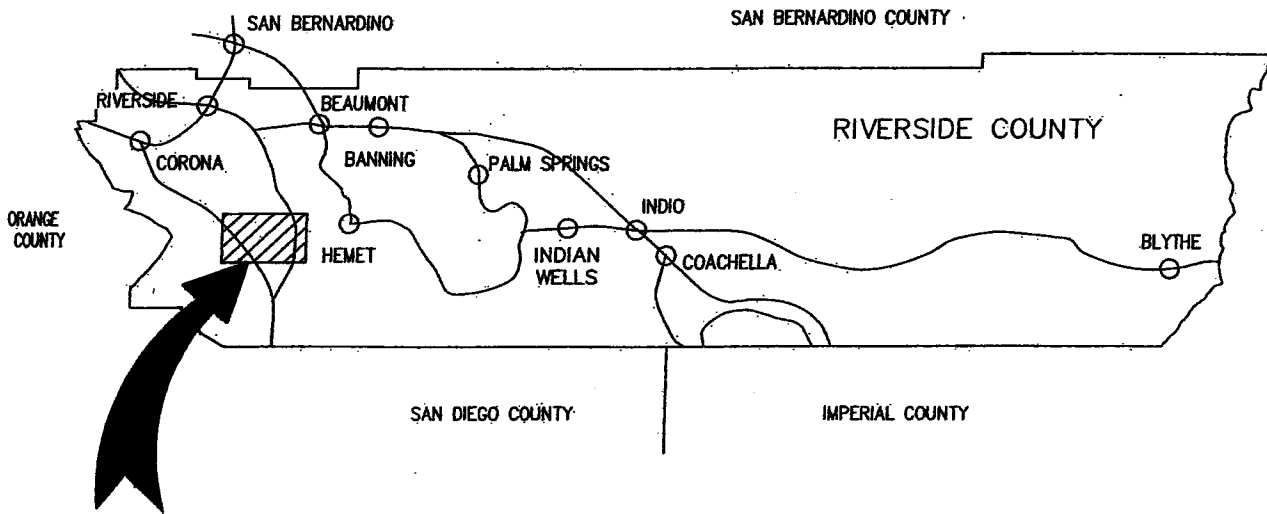 SAN BERNARDINO
SAN BERNARDINO COUNTY
RIVERSIDE
BEAUMONT
RIVERSIDE COUNTY
CORONA
BANNING
PALM SPRINGS
ORANGE
COUNTY
HEMET
INDIO
INDIAN
WELLS
COACHELLA
BLYTHE
SAN DIEGO COUNTY
IMPERIAL COUNTY